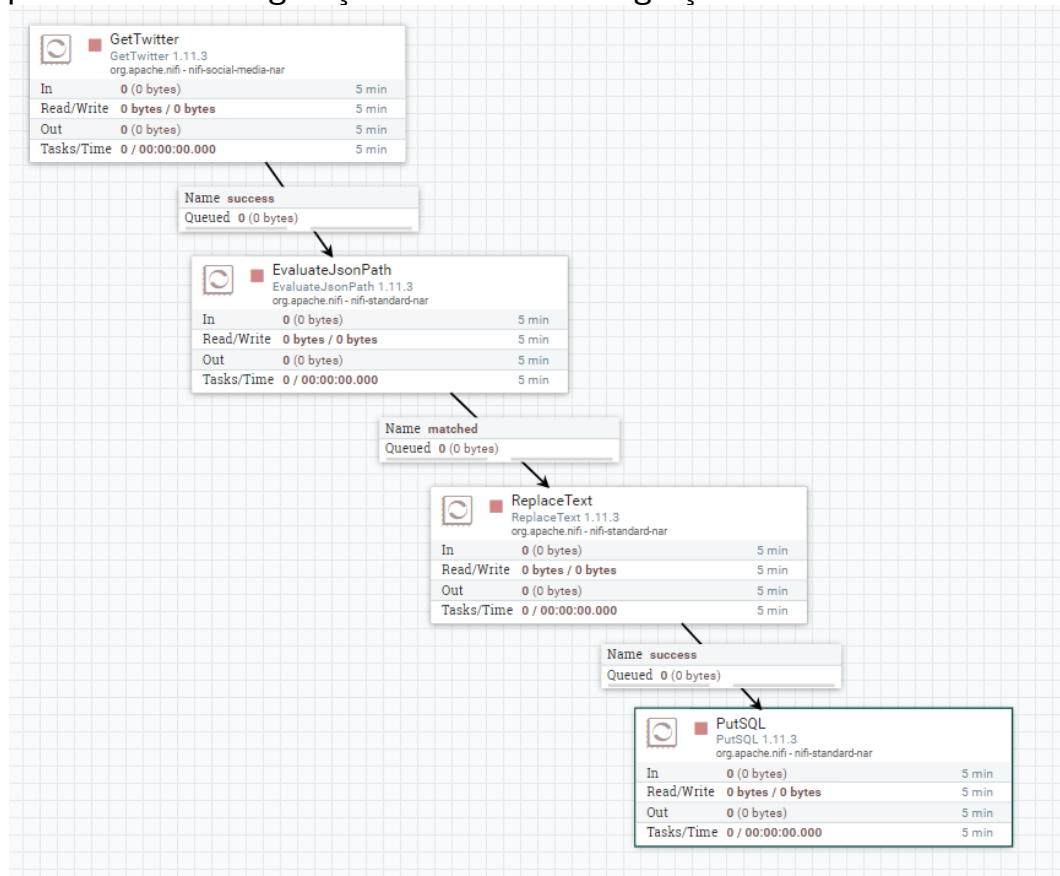 GetTwitter
GetTwitter 1.11.3
org.apache.nifi - nifi-social-media-nar
In 0 (0 bytes) 5 min
Read/Write 0 bytes / 0 bytes 5 min
Out 0 (0 bytes) 5 min
Tasks/Time 0 / 00:00:00.000 5 min
Name success
Queued 0 (0 bytes)
EvaluateJsonPath
EvaluateJsonPath 1.11.3
org.apache.nifi - nifi-standard-nar
In 0 (0 bytes) 5 min
Read/Write 0 bytes / 0 bytes 5 min
Out 0 (0 bytes) 5 min
Tasks/Time 0 / 00:00:00.000 5 min
Name matched
Queued 0 (0 bytes)
ReplaceText
ReplaceText 1.11.3
org.apache.nifi - nifi-standard-nar
In 0 (0 bytes) 5 min
Read/Write 0 bytes / 0 bytes 5 min
Out 0 (0 bytes) 5 min
Tasks/Time 0 / 00:00:00.000 5 min
Name success
Queued 0 (0 bytes)
PutSQL
PutSQL 1.11.3
org.apache.nifi - nifi-standard-nar
In 0 (0 bytes) 5 min
Read/Write 0 bytes / 0 bytes 5 min
Out 0 (0 bytes) 5 min
Tasks/Time 0 / 00:00:00.000 5 min